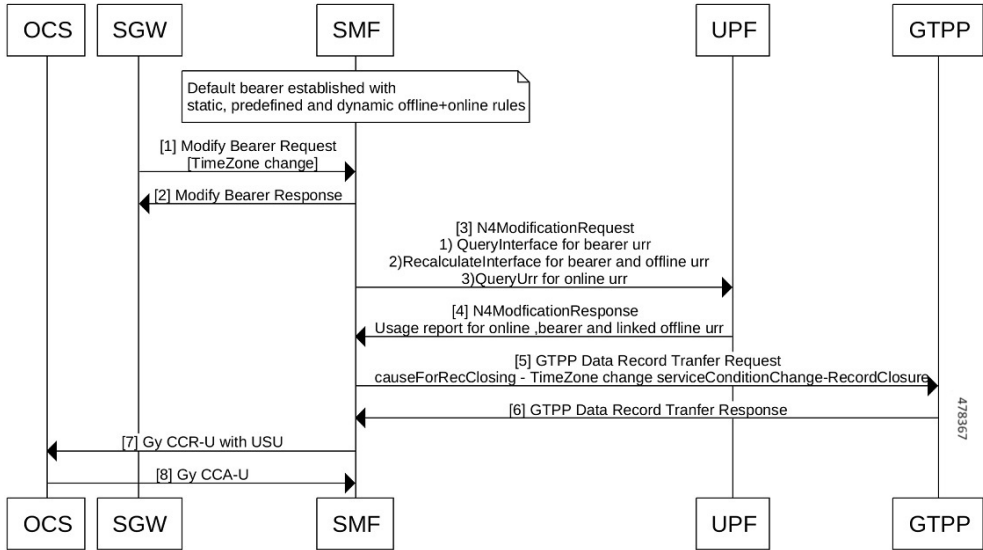 OCS SGW SMF UPF GTPP
Default bearer established with
static, predefined and dynamic offline+online rules
[1] Modify Bearer Request
[TimeZone change]
[2] Modify Bearer Response
[3] N4ModificationRequest
1) QueryInterface for bearer urr
2)RecalculateInterface for bearer and offline urr
3)QueryUrr for online urr
[4] N4ModficationResponse
Usage report for online ,bearer and linked offline urr
[5] GTPP Data Record Tranfer Request
causeForRecClosing - TimeZone change serviceConditionChange-RecordClosure
[6] GTPP Data Record Tranfer Response
478367
[7] Gy CCR-U with USU
[8] Gy CCA-U
OCS SGW SMF UPF GTPP